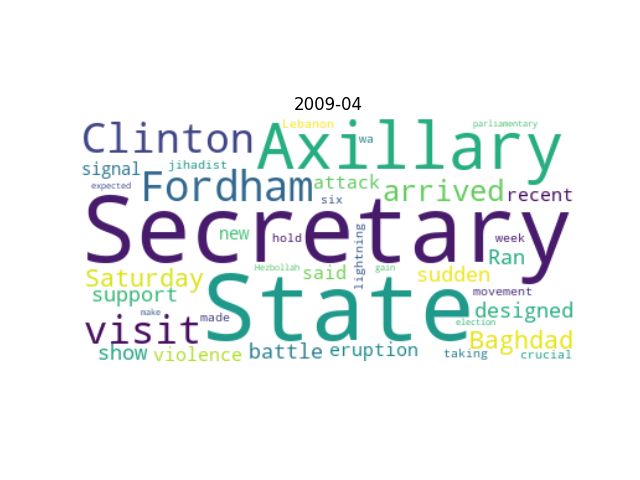 2009-04
Lebanon parliamentary
Clinton Axillary wa
signal jihadist
expected Fordham attack arrived recent
six
Secretary
new hold lightning week
Ran
Hezbollah said gain
Saturday State sudden
support movement
make made designed
visit election
Baghdad
show violence battle eruption taking crucial